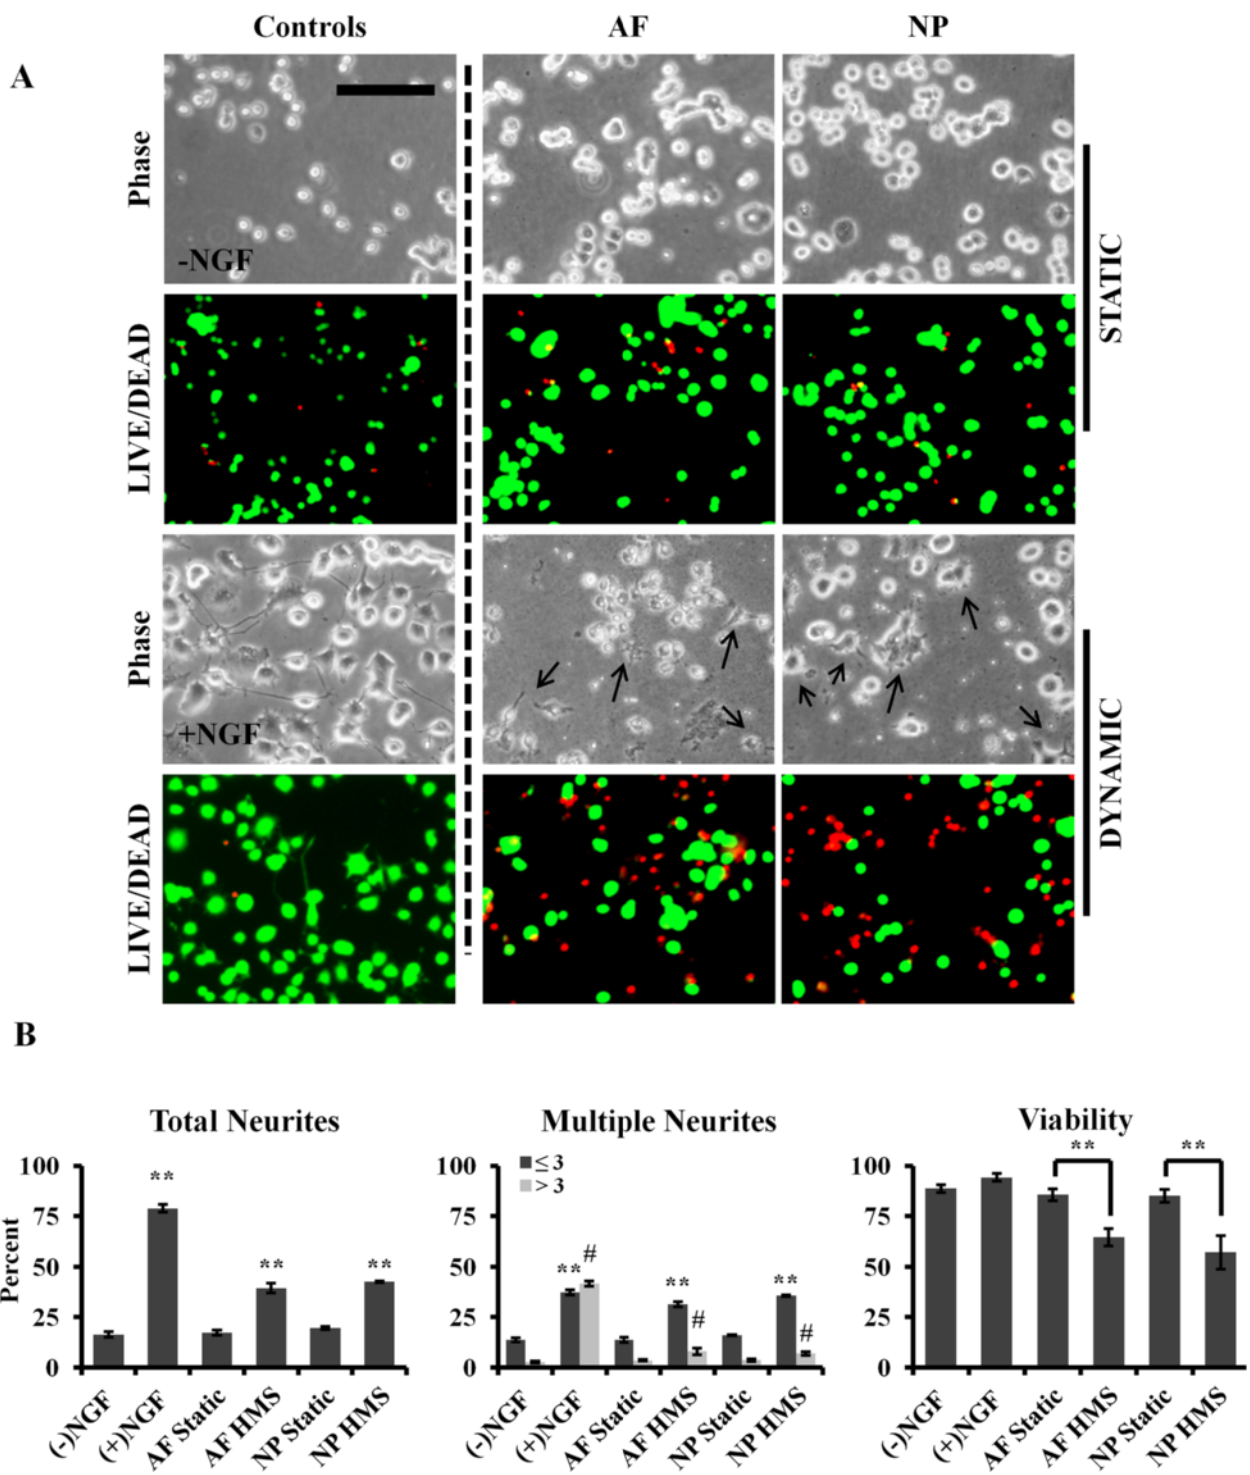 Controls
AF
NP
A
Phase
-NGF
LIVE/DEAD
STATIC
Phase
+NGF
LIVE/DEAD
DYNAMIC
B
Total Neurites
Percent
100
75
50
25
0
**
**
**
(-)NGF
(+)NGF
AF Static
AF HMS
NP Static
NP HMS
Multiple Neurites
≤ 3
> 3
100
75
50
25
0
**
#
**
#
**
#
(-)NGF
(+)NGF
AF Static
AF HMS
NP Static
NP HMS
Viability
**
**
100
75
50
25
0
(-)NGF
(+)NGF
AF Static
AF HMS
NP Static
NP HMS